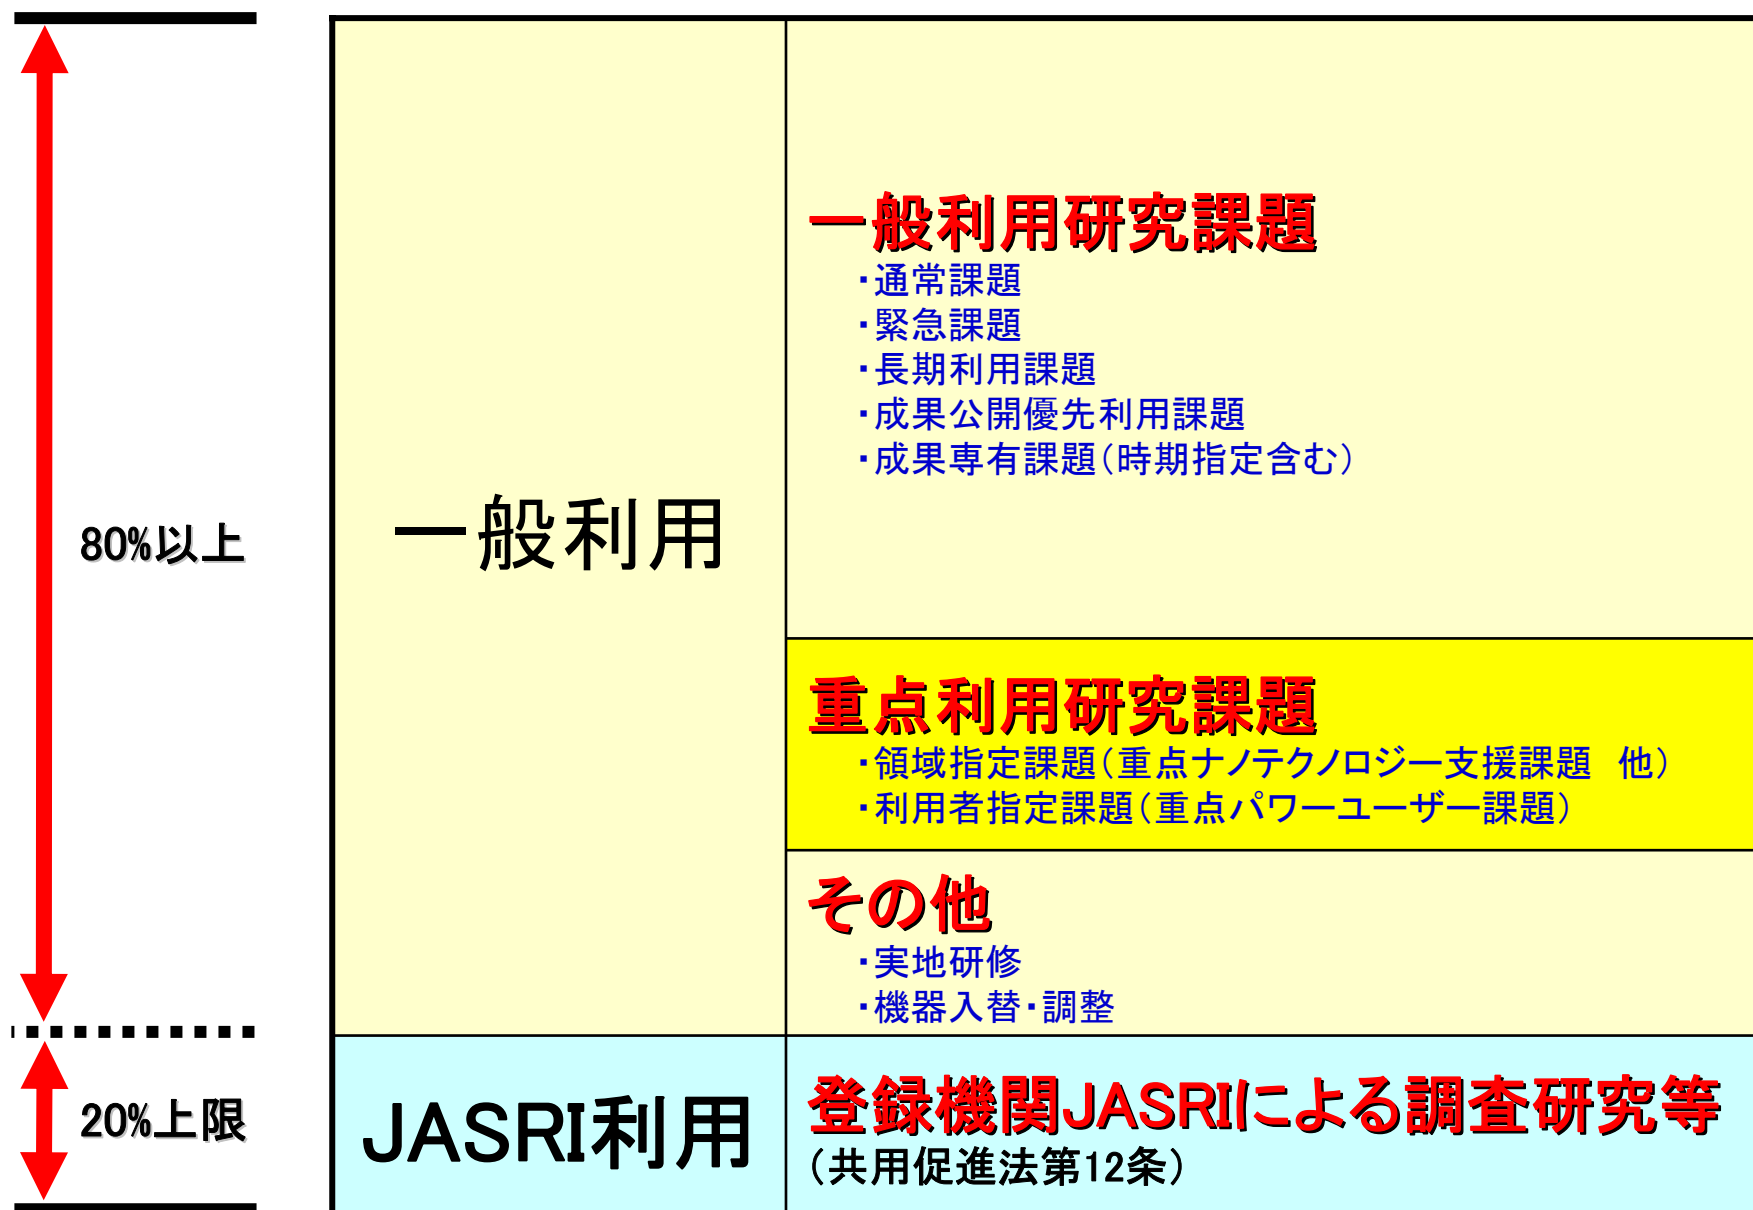 80%以上
一般利用
一般利用研究課題
・通常課題
・緊急課題
・長期利用課題
・成果公開優先利用課題
・成果専有課題(時期指定含む)
重点利用研究課題
・領域指定課題(重点ナノテクノロジー支援課題　他)
・利用者指定課題(重点パワーユーザー課題)
その他
・実地研修
・機器入替・調整
20%上限
JASRI利用
登録機関JASRIによる調査研究等
(共用促進法第12条)